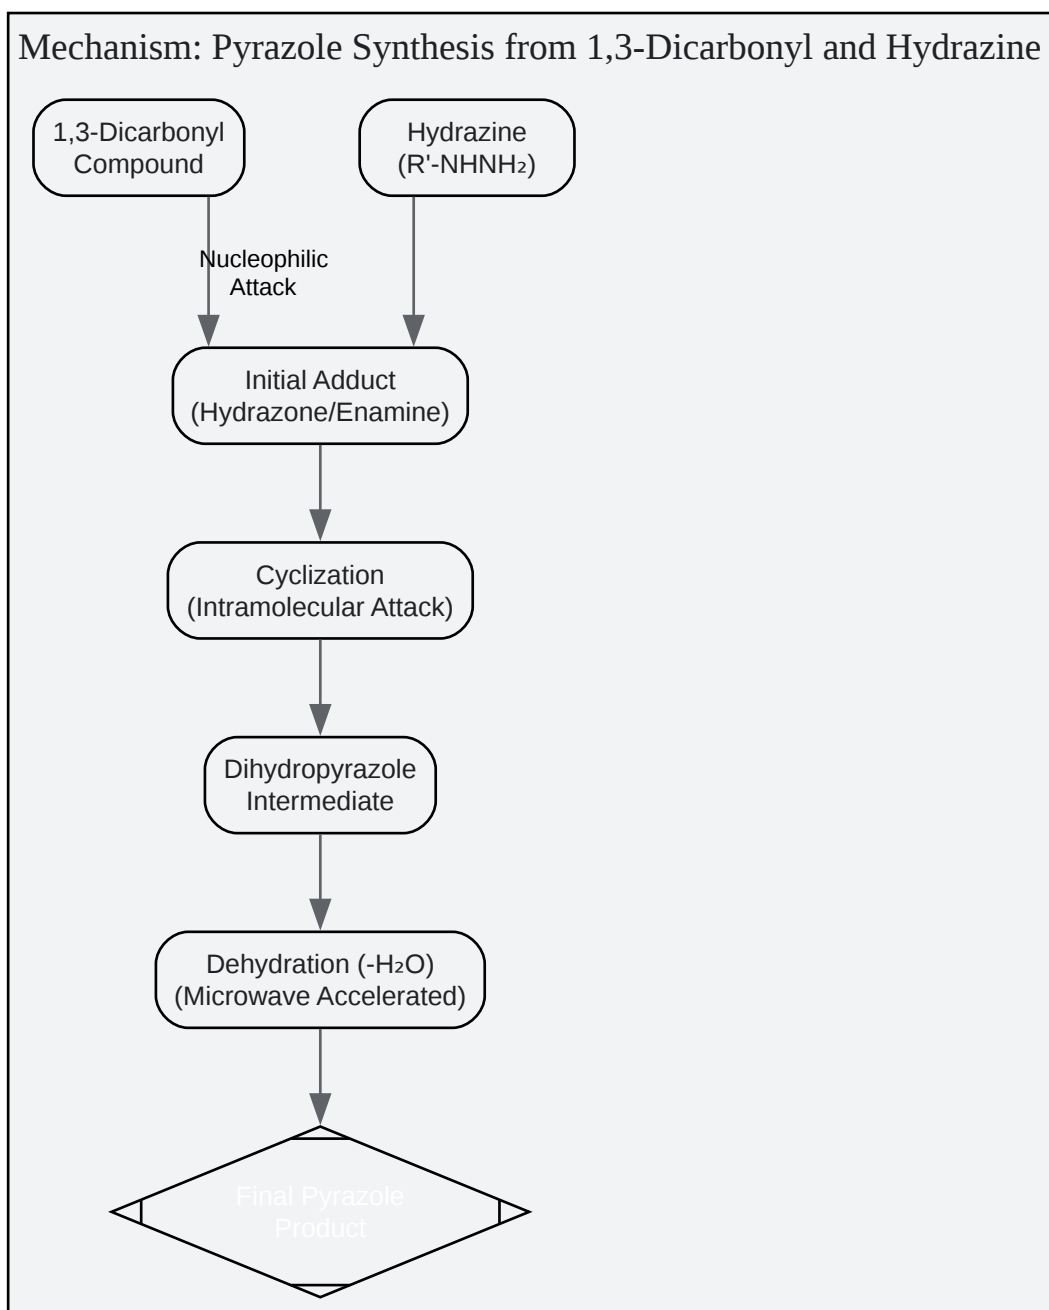 Mechanism: Pyrazole Synthesis from 1,3-Dicarbonyl and Hydrazine
1,3-Dicarbonyl
Compound
Hydrazine
(R'-NHNH₂)
Nucleophilic
Attack
Initial Adduct
(Hydrazone/Enamine)
Cyclization
(Intramolecular Attack)
Dihydropyrazole
Intermediate
Dehydration (-H₂O)
(Microwave Accelerated)
Final Pyrazole
Product